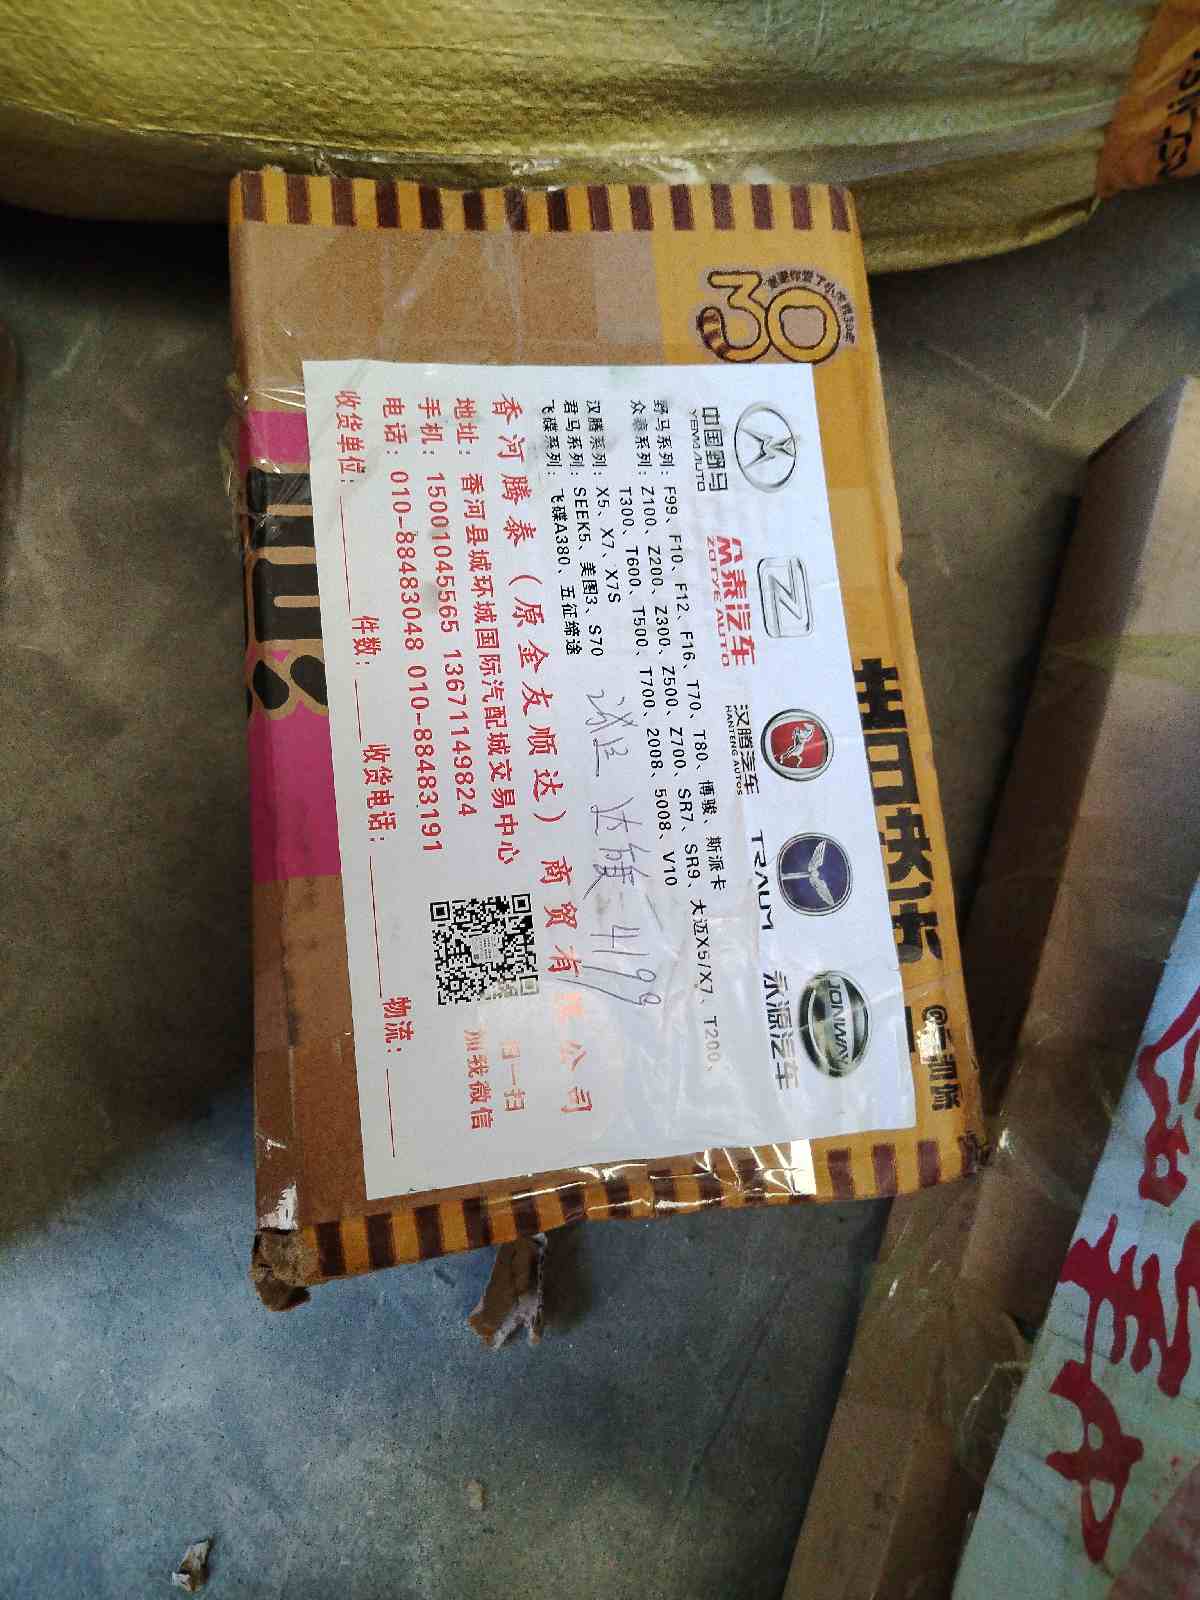 30
中国野马
YEMA AUTO
众泰汽车
ZOTYE AUTO
汉腾汽车
HANTENG AUTOS
TRAUM
JONWAY
永源汽车
野马系列：F99、F10、F12、F16、T70、T80、博骏、斯派卡
众泰系列：Z100、Z200、Z300、Z500、Z700、SR7、SR9、大迈X5/X7、T200、
T300、T600、T500、T700、2008、5008、V10
汉腾系列：X5、X7、X7S
君马系列：SEEK5、美图3、S70
飞碟系列：飞碟A380、五征缔途
香河腾泰（原金友顺达）商贸有限公司
地址：香河县城环城国际汽配城交易中心
手机：15001045565 13671149824
电话：010-88483048 010-88483191
扫一扫
加我微信
收货单位： 件数： 收货电话： 物流：